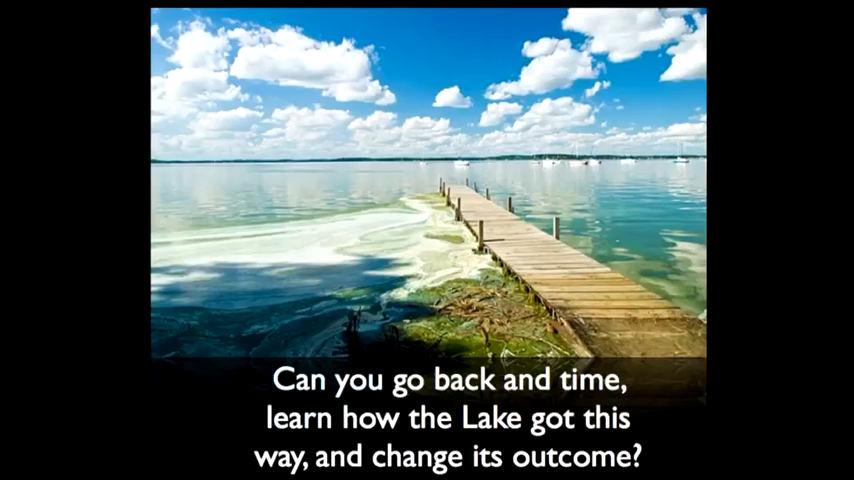 Can you go back and time,
learn how the Lake got this
way, and change its outcome?